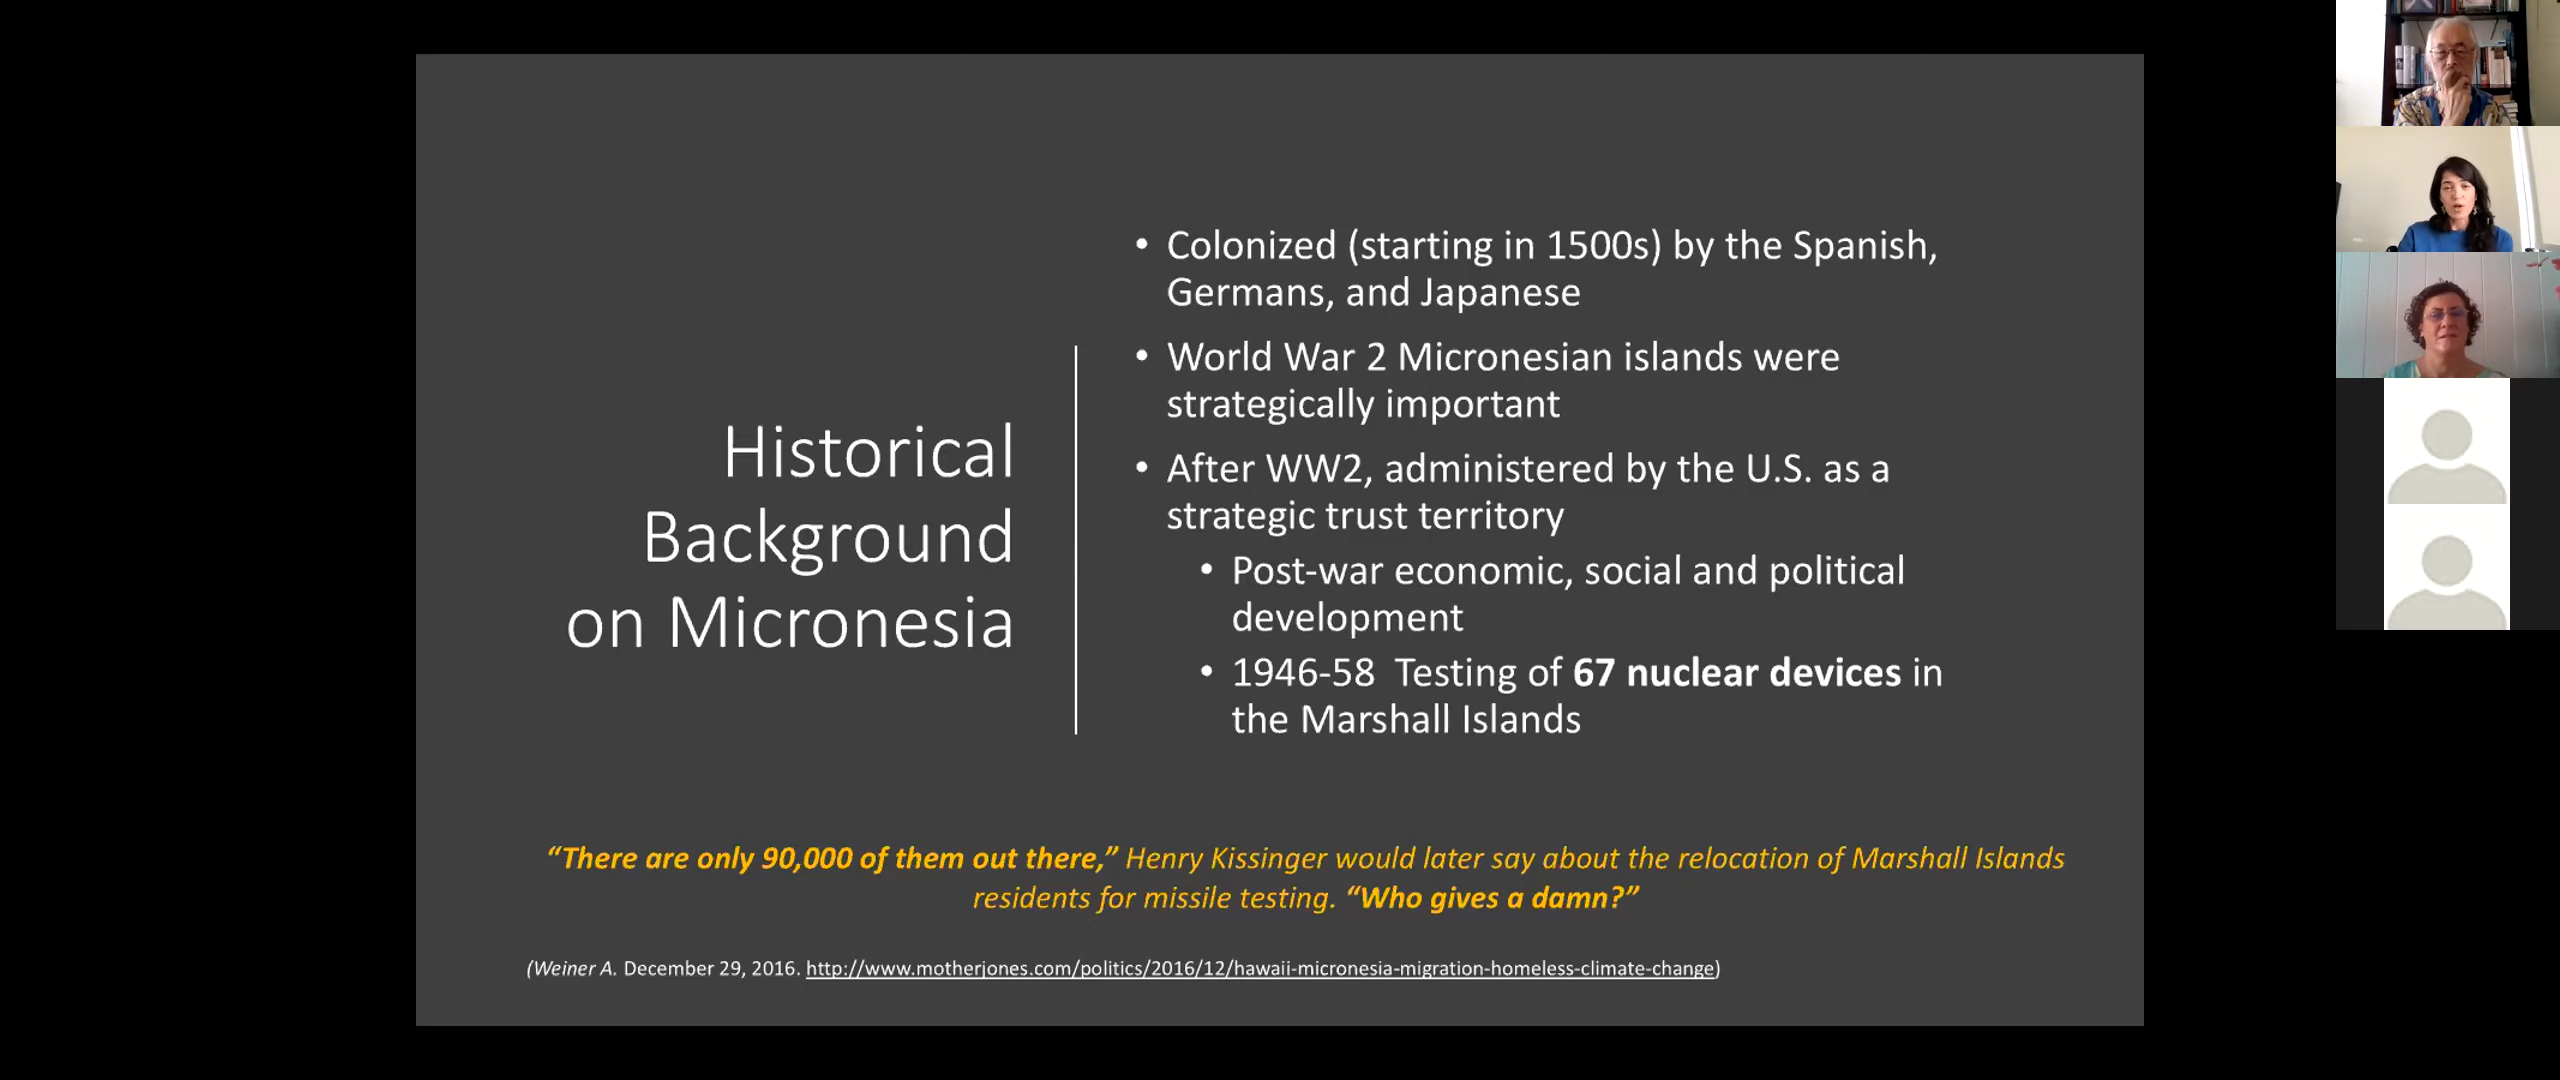 Historical
Background
on Micronesia
• Colonized (starting in 1500s) by the Spanish,
Germans, and Japanese
• World War 2 Micronesian islands were
strategically important
• After WW2, administered by the U.S. as a
strategic trust territory
• Post-war economic, social and political
development
• 1946-58  Testing of 67 nuclear devices in
the Marshall Islands
“There are only 90,000 of them out there,” Henry Kissinger would later say about the relocation of Marshall Islands
residents for missile testing. “Who gives a damn?”
(Weiner A. December 29, 2016. http://www.motherjones.com/politics/2016/12/hawaii-micronesia-migration-homeless-climate-change)